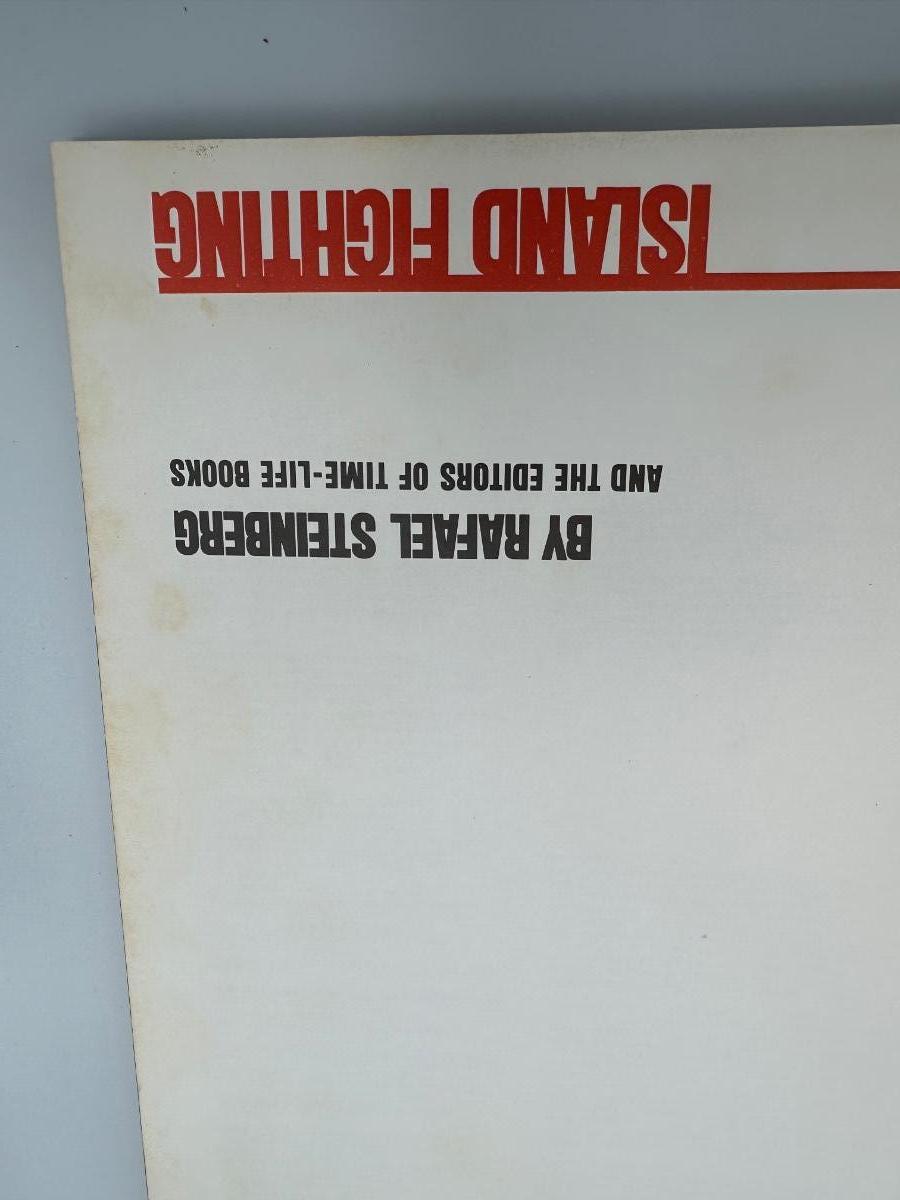 BY RAFAEL STEINBERG
AND THE EDITORS OF TIME-LIFE BOOKS
ISLAND FIGHTING